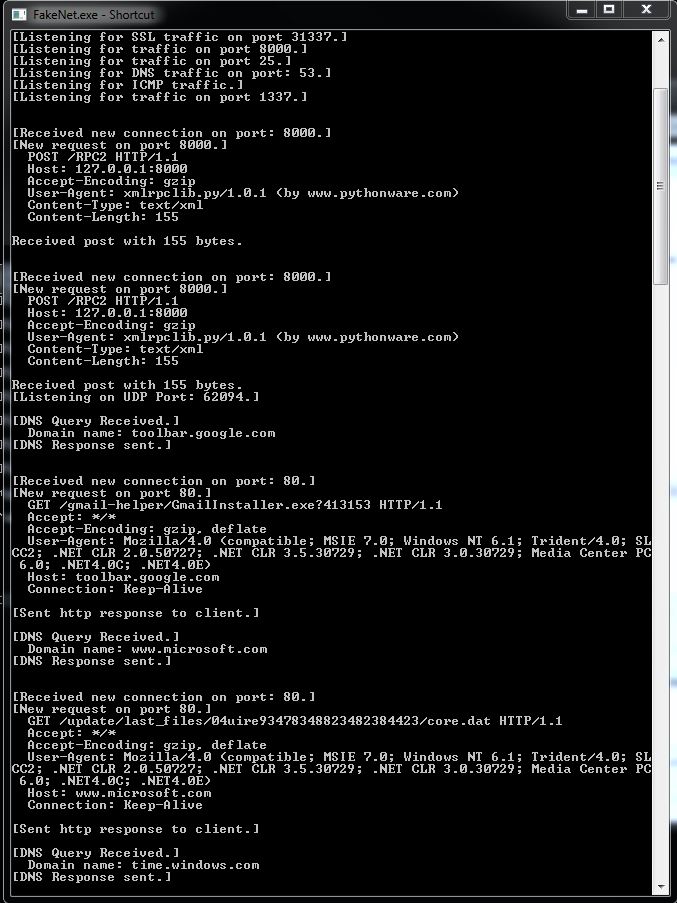 FakeNet.exe - Shortcut
[Listening for SSL traffic on port 31337.]
[Listening for traffic on port 8000.]
[Listening for traffic on port 25.]
[Listening for DNS traffic on port: 53.]
[Listening for ICMP traffic.]
[Listening for traffic on port 1337.]
[Received new connection on port: 8000.]
[New request on port 8000.]
POST /RPC2 HTTP/1.1
Host: 127.0.0.1:8000
Accept-Encoding: gzip
User-Agent: xmlrpclib.py/1.0.1 (by www.pythonware.com)
Content-Type: text/xml
Content-Length: 155
Received post with 155 bytes.
[Received new connection on port: 8000.]
[New request on port 8000.]
POST /RPC2 HTTP/1.1
Host: 127.0.0.1:8000
Accept-Encoding: gzip
User-Agent: xmlrpclib.py/1.0.1 (by www.pythonware.com)
Content-Type: text/xml
Content-Length: 155
Received post with 155 bytes.
[Listening on UDP Port: 62094.]
[DNS Query Received.]
Domain name: toolbar.google.com
[DNS Response sent.]
[Received new connection on port: 80.]
[New request on port 80.]
GET /gmail-helper/GmailInstaller.exe?413153 HTTP/1.1
Accept: */*
Accept-Encoding: gzip, deflate
User-Agent: Mozilla/4.0 (compatible; MSIE 7.0; Windows NT 6.1; Trident/4.0; SL
CC2; .NET CLR 2.0.50727; .NET CLR 3.5.30729; .NET CLR 3.0.30729; Media Center PC
6.0; .NET4.0C; .NET4.0E)
Host: toolbar.google.com
Connection: Keep-Alive
[Sent http response to client.]
[DNS Query Received.]
Domain name: www.microsoft.com
[DNS Response sent.]
[Received new connection on port: 80.]
[New request on port 80.]
GET /update/last_files/04uire93478348823482384423/core.dat HTTP/1.1
Accept: */*
Accept-Encoding: gzip, deflate
User-Agent: Mozilla/4.0 (compatible; MSIE 7.0; Windows NT 6.1; Trident/4.0; SL
CC2; .NET CLR 2.0.50727; .NET CLR 3.5.30729; .NET CLR 3.0.30729; Media Center PC
6.0; .NET4.0C; .NET4.0E)
Host: www.microsoft.com
Connection: Keep-Alive
[Sent http response to client.]
[DNS Query Received.]
Domain name: time.windows.com
[DNS Response sent.]